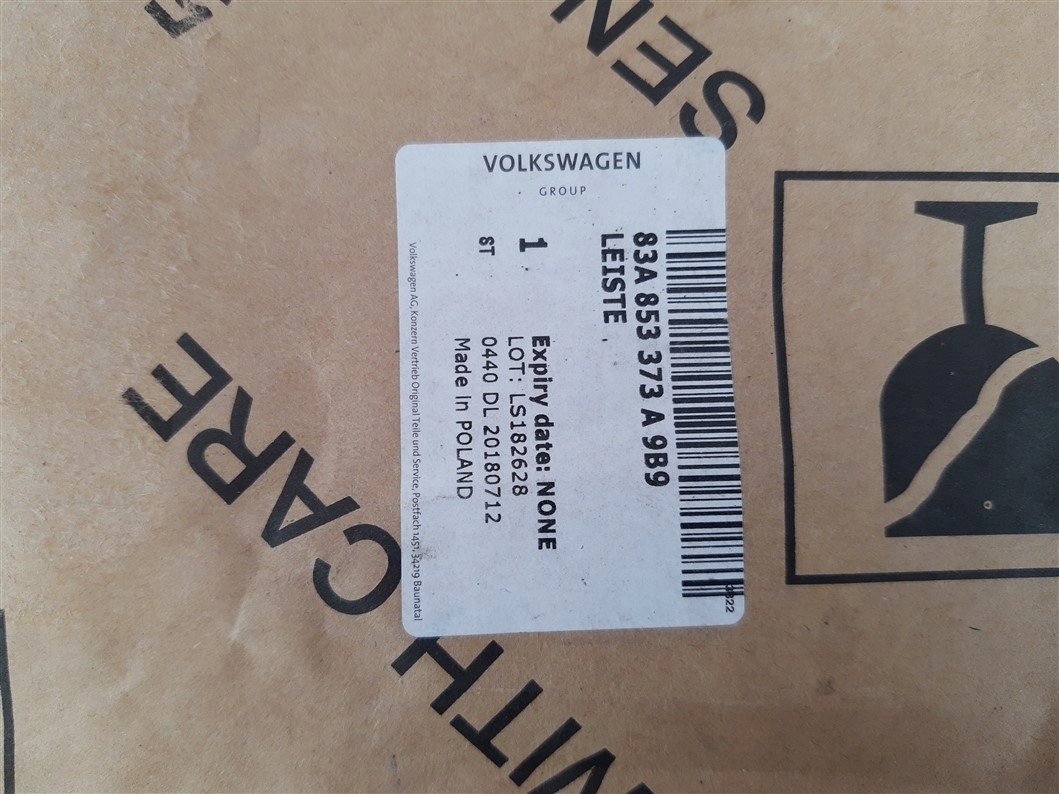 VOLKSWAGEN
GROUP
83A 853 373 A 9B9
LEISTE
1
ST
Expiry date: NONE
LOT: LS182628
0440 DL 20180712
Made in POLAND
Volkswagen AG, Konzern Vertrieb Original Teile und Service, Postfach 1451, 34219 Baunatal
WITH CARE